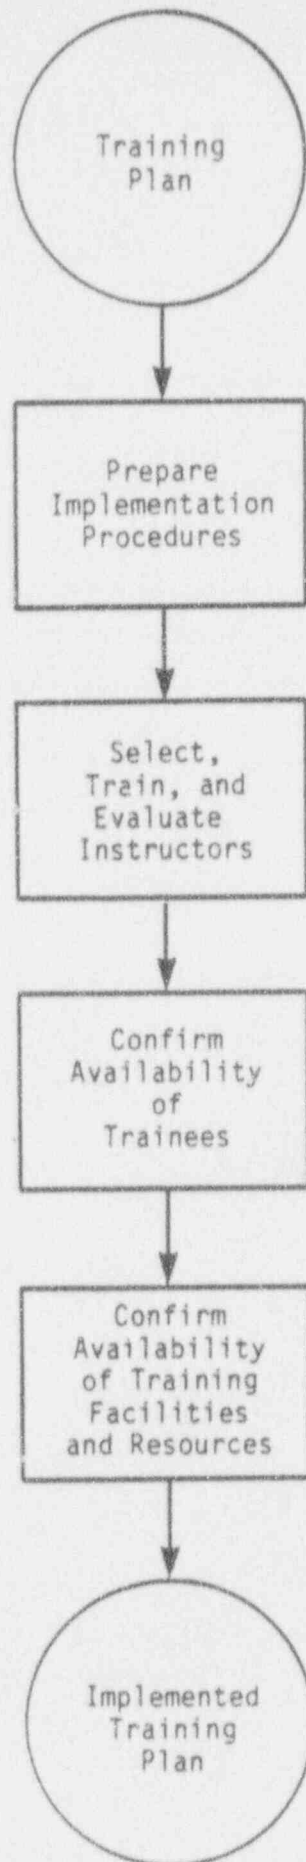 Training
Plan
Prepare
Implementation
Procedures
Select,
Train, and
Evaluate
Instructors
Confirm
Availability
of
Trainees
Confirm
Availability
of Training
Facilities
and Resources
Implemented
Training
Plan